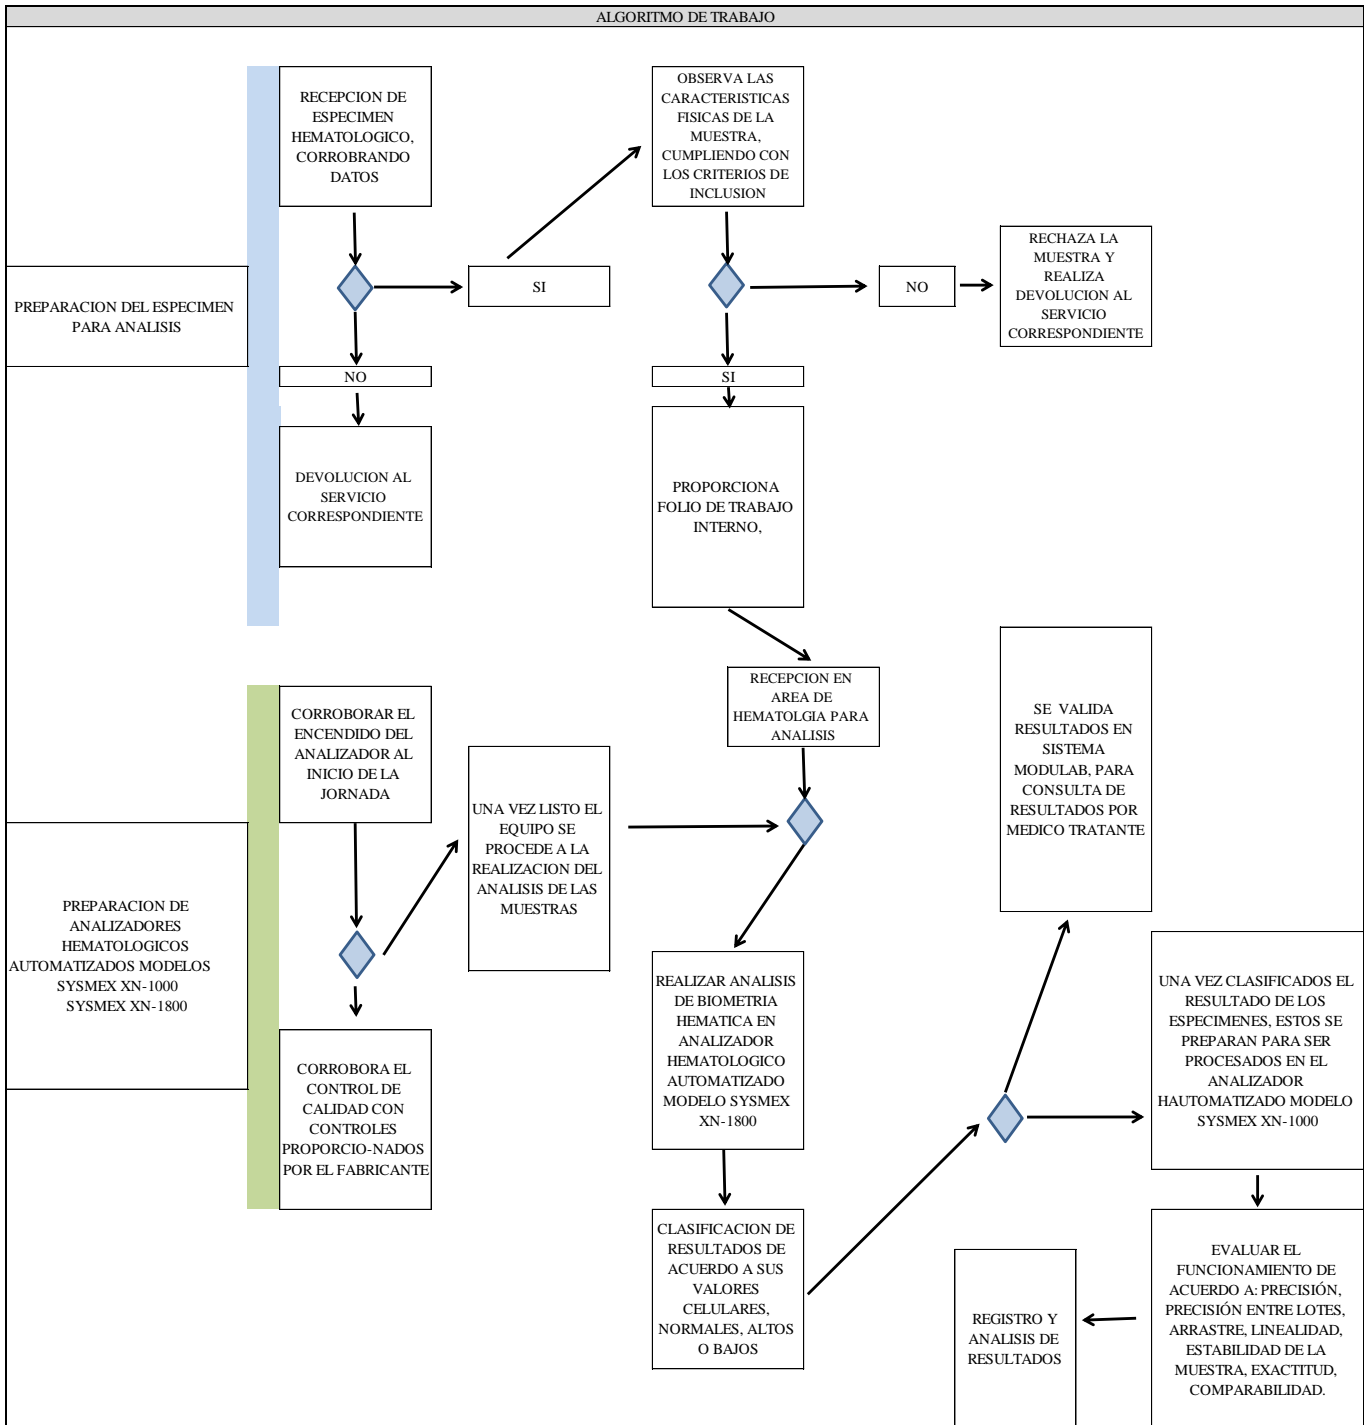 ALGORITMO DE TRABAJO
RECEPCION DE
ESPECIMEN
HEMATOLOGICO,
CORROBRANDO
DATOS
OBSERVA LAS
CARACTERISTICAS
FISICAS DE LA
MUESTRA,
CUMPLIENDO CON
LOS CRITERIOS DE
INCLUSION
RECHAZA LA
MUESTRA Y
REALIZA
DEVOLUCION AL
SERVICIO
CORRESPONDIENTE
PREPARACION DEL ESPECIMEN
PARA ANALISIS
SI
NO
NO
SI
DEVOLUCION AL
SERVICIO
CORRESPONDIENTE
PROPORCIONA
FOLIO DE TRABAJO
INTERNO,
RECEPCION EN
AREA DE
HEMATOLGIA PARA
ANALISIS
CORROBORAR EL
ENCENDIDO DEL
ANALIZADOR AL
INICIO DE LA
JORNADA
SE VALIDA
RESULTADOS EN
SISTEMA
MODULAB, PARA
CONSULTA DE
RESULTADOS POR
MEDICO TRATANTE
UNA VEZ LISTO EL
EQUIPO SE
PROCEDE A LA
REALIZACION DEL
ANALISIS DE LAS
MUESTRAS
PREPARACION DE
ANALIZADORES
HEMATOLOGICOS
AUTOMATIZADOS MODELOS
SYSMEX XN-1000
SYSMEX XN-1800
REALIZAR ANALISIS
DE BIOMETRIA
HEMATICA EN
ANALIZADOR
HEMATOLOGICO
AUTOMATIZADO
MODELO SYSMEX
XN-1800
UNA VEZ CLASIFICADOS EL
RESULTADO DE LOS
ESPECIMENES, ESTOS SE
PREPARAN PARA SER
PROCESADOS EN EL
ANALIZADOR
HAUTOMATIZADO MODELO
SYSMEX XN-1000
CORROBORA EL
CONTROL DE
CALIDAD CON
CONTROLES
PROPORCIO-NADOS
POR EL FABRICANTE
CLASIFICACION DE
RESULTADOS DE
ACUERDO A SUS
VALORES
CELULARES,
NORMALES, ALTOS
O BAJOS
EVALUAR EL
FUNCIONAMIENTO DE
ACUERDO A: PRECISIÓN,
PRECISIÓN ENTRE LOTES,
ARRASTRE, LINEALIDAD,
ESTABILIDAD DE LA
MUESTRA, EXACTITUD,
COMPARABILIDAD.
REGISTRO Y
ANALISIS DE
RESULTADOS